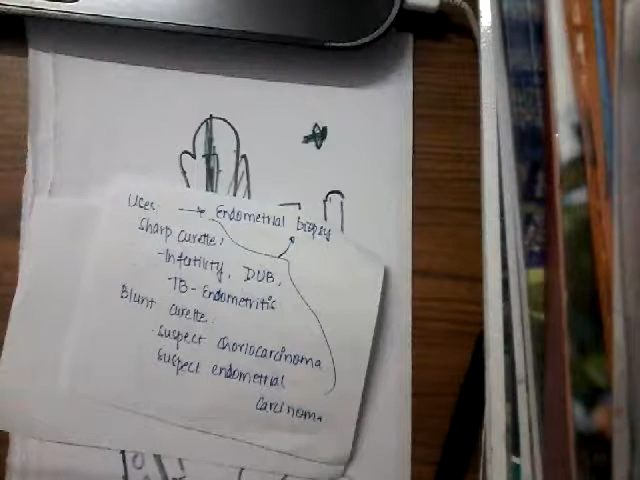 Uses: → Endometrial biopsy
Sharp curette:
-Infertility, DUB,
-TB-Endometritis
Blunt curette.
.Suspect choriocarcinoma
Suspect endometrial
carcinoma